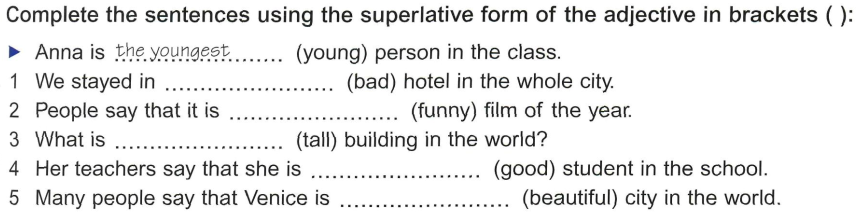 Complete the sentences using the superlative form of the adjective in brackets ( ):
► Anna is the youngest........ (young) person in the class.
1 We stayed in ........................ (bad) hotel in the whole city.
2 People say that it is ........................ (funny) film of the year.
3 What is ........................ (tall) building in the world?
4 Her teachers say that she is ........................ (good) student in the school.
5 Many people say that Venice is ........................ (beautiful) city in the world.